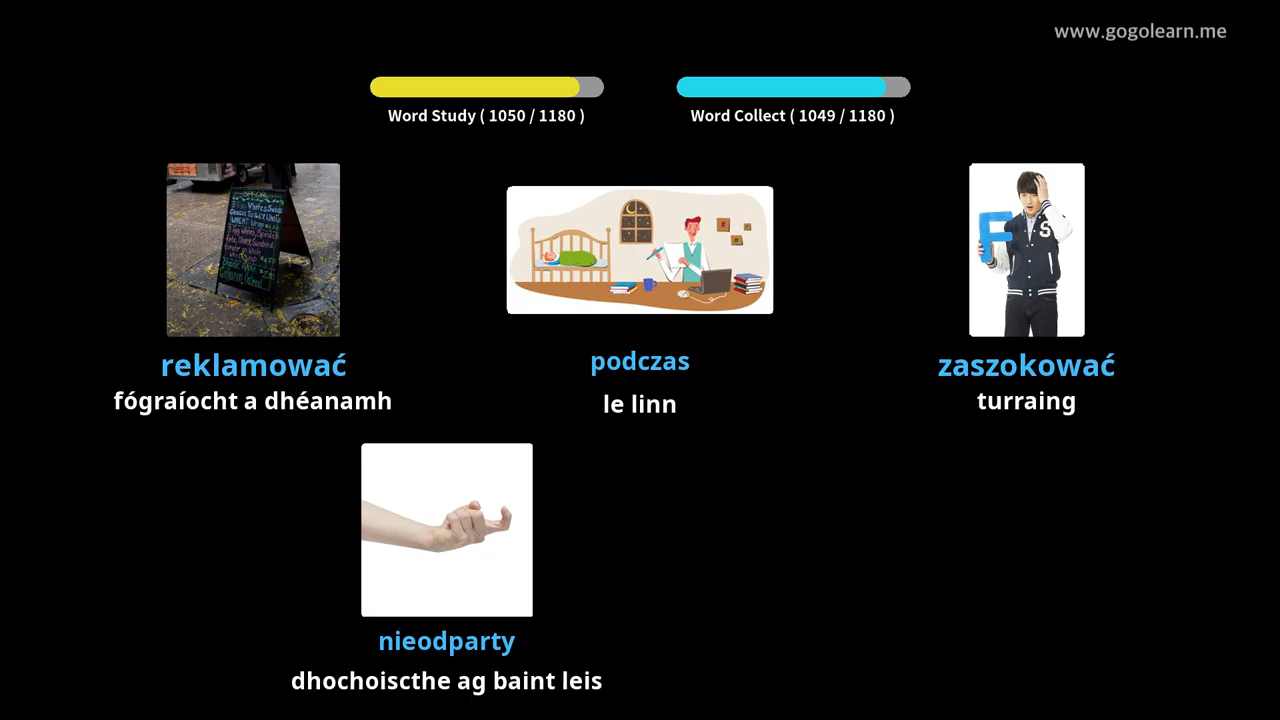 www.gogolearn.me
Word Study ( 1050 / 1180 )
Word Collect ( 1049 / 1180 )
reklamować
fógraíocht a dhéanamh
podczas
le linn
F
S
zaszokować
turraing
nieodparty
dhochoiscthe ag baint leis